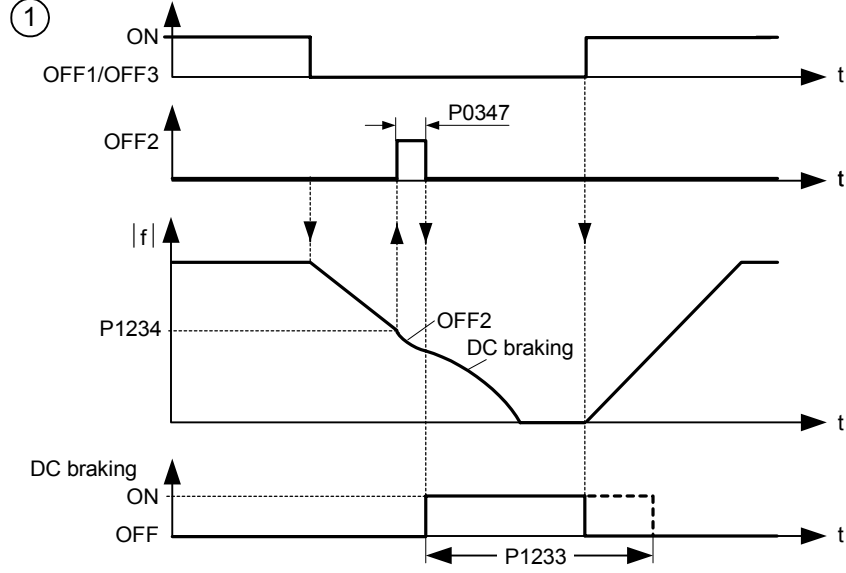 1
ON
OFF1/OFF3
t
P0347
OFF2
t
|f|
P1234
OFF2
DC braking
t
DC braking
ON
OFF
t
P1233